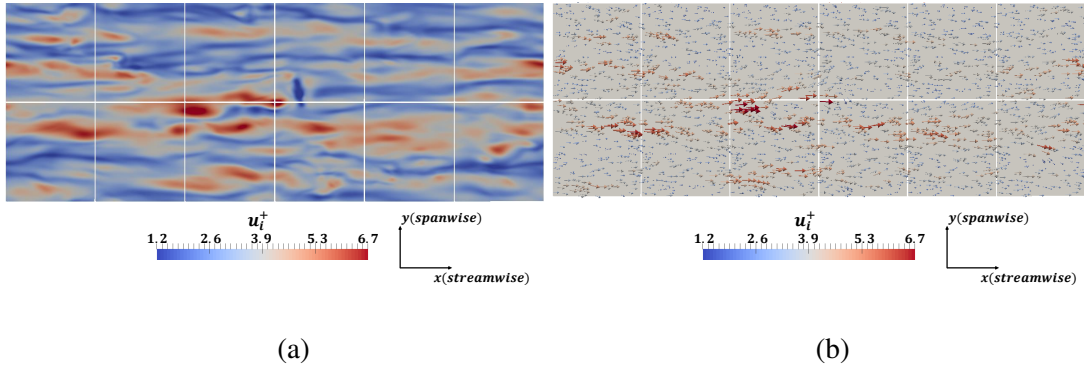 u_i^+
1.2 2.6 3.9 5.3 6.7
y(spanwise)
x(streamwise)
(a)
u_i^+
1.2 2.6 3.9 5.3 6.7
y(spanwise)
x(streamwise)
(b)